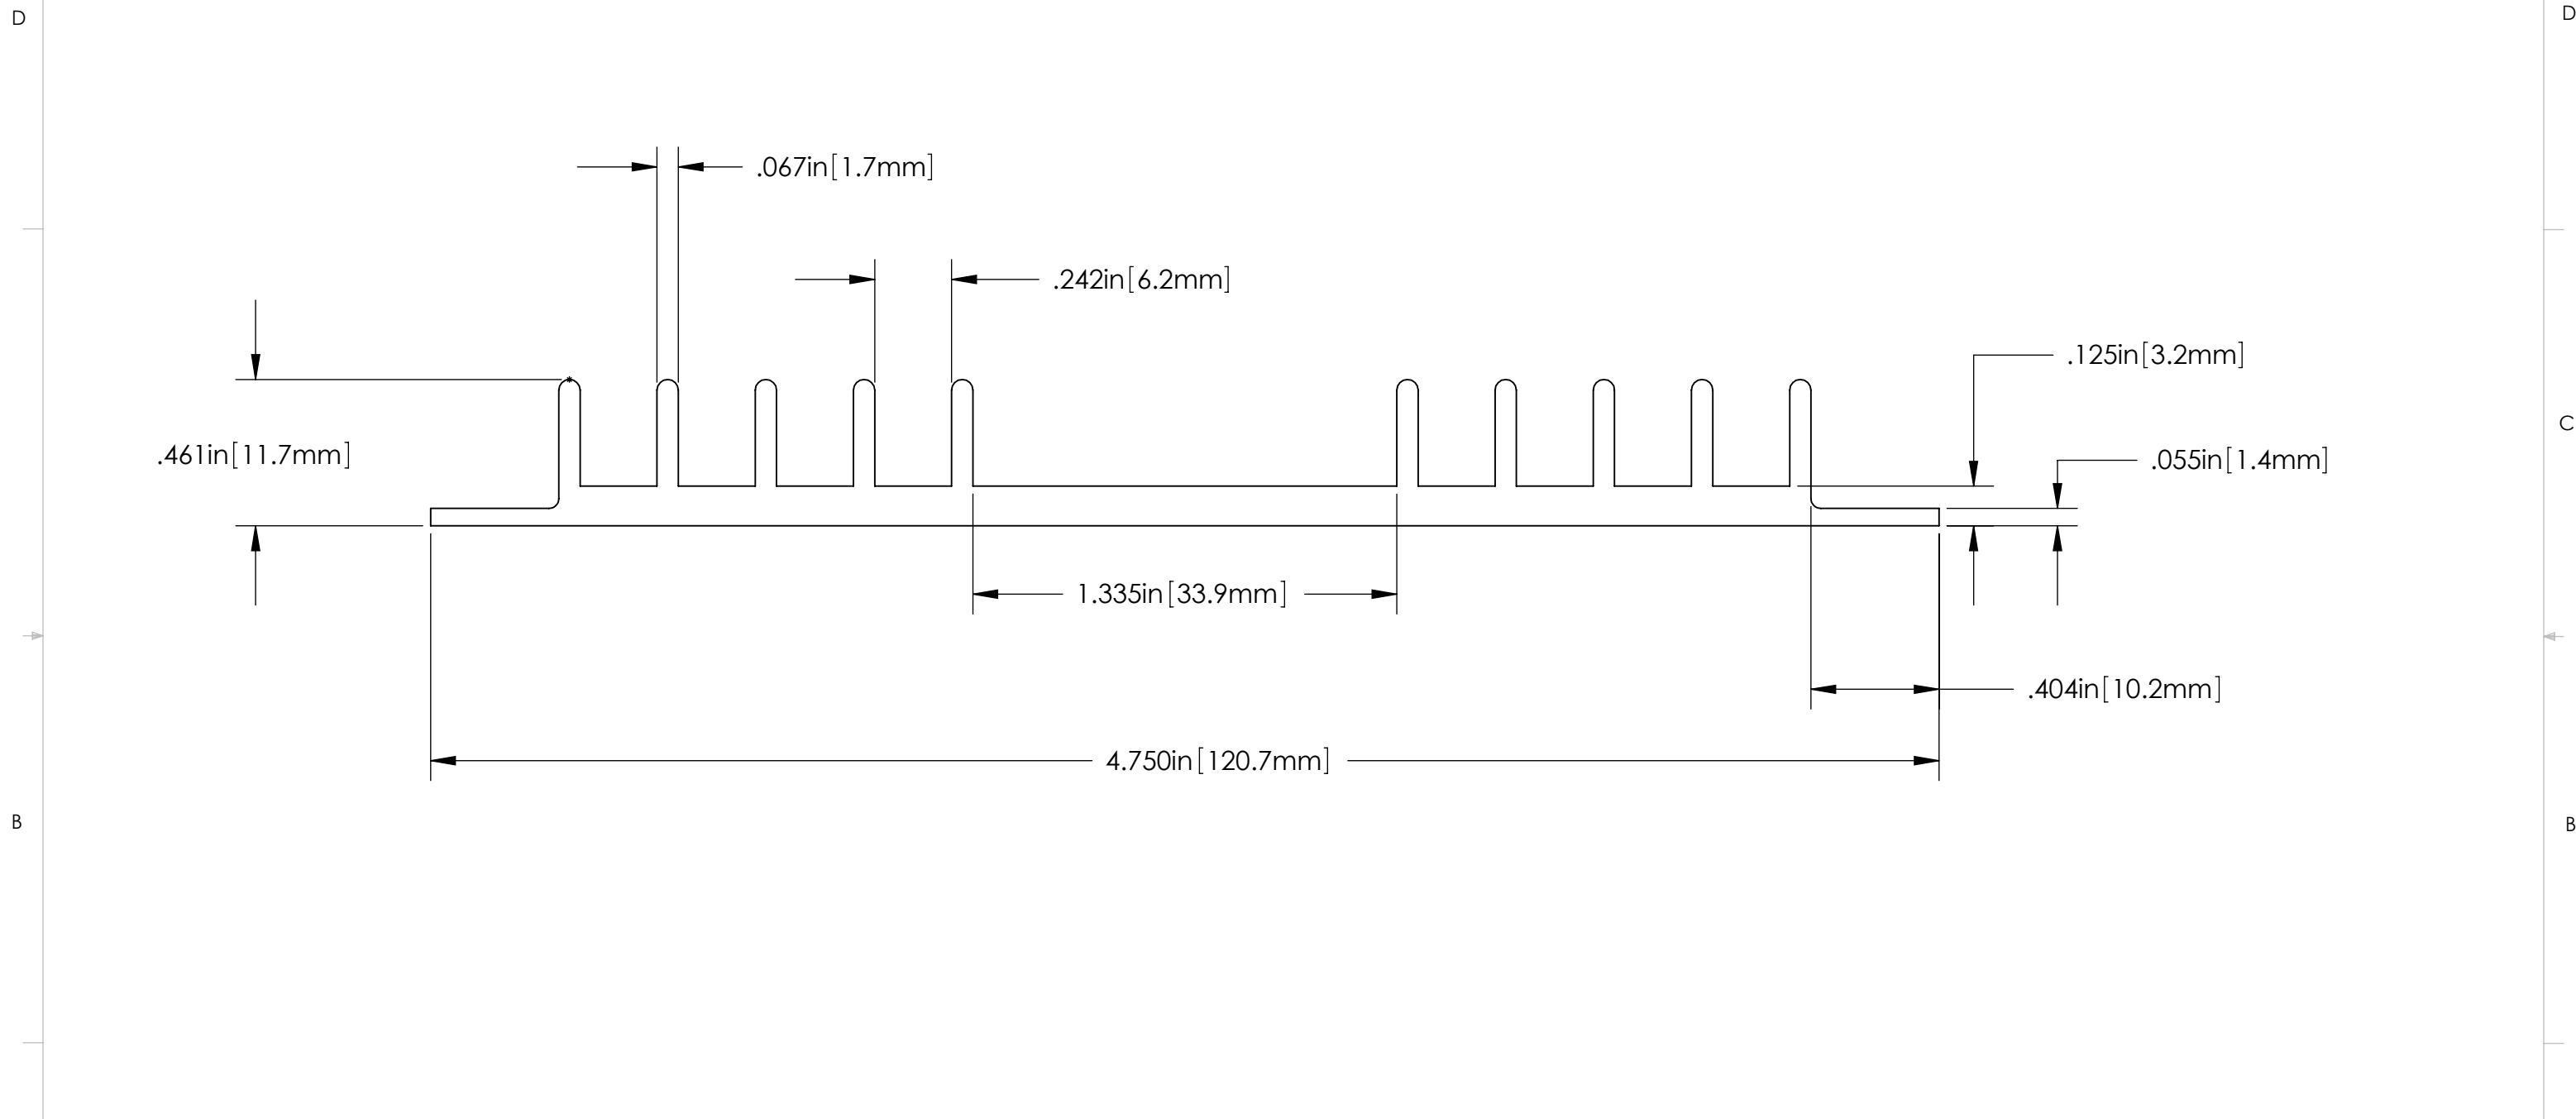 D
D
.067in[1.7mm]
.242in[6.2mm]
.125in[3.2mm]
C
.461in[11.7mm]
.055in[1.4mm]
1.335in[33.9mm]
.404in[10.2mm]
4.750in[120.7mm]
B
B